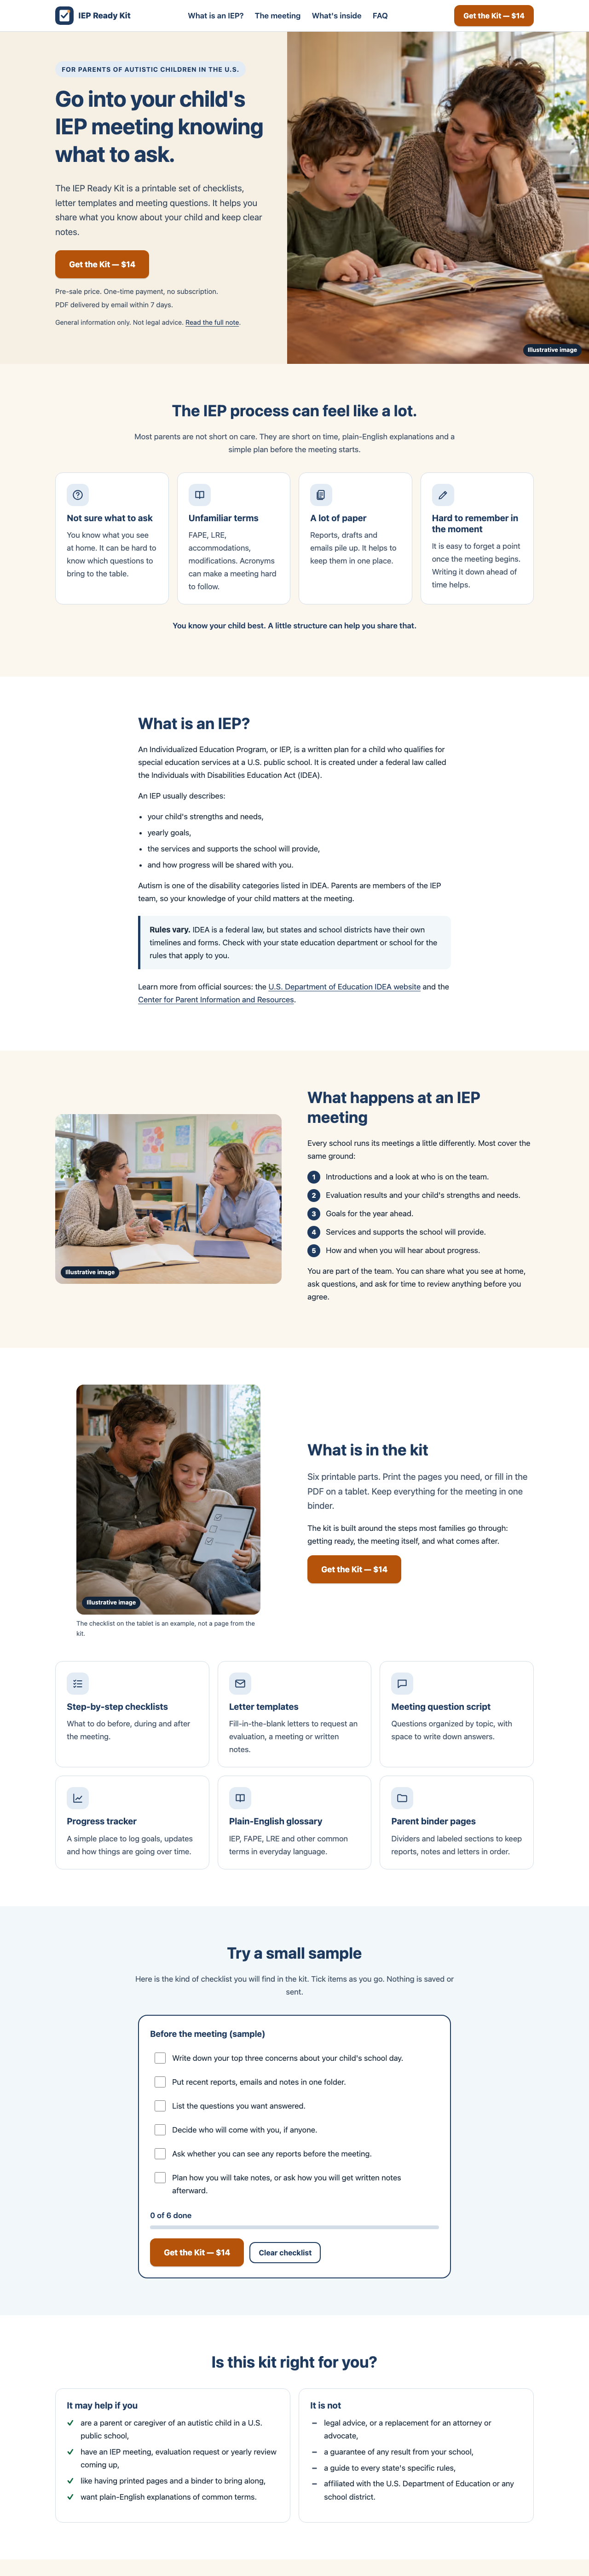 IEP Ready Kit
What is an IEP?
The meeting
What's inside
FAQ
Get the Kit — $14
FOR PARENTS OF AUTISTIC CHILDREN IN THE U.S.
Go into your child's
IEP meeting knowing
what to ask.
The IEP Ready Kit is a printable set of checklists,
letter templates and meeting questions. It helps you
share what you know about your child and keep clear
notes.
Get the Kit — $14
Pre-sale price. One-time payment, no subscription.
PDF delivered by email within 7 days.
General information only. Not legal advice. Read the full note.
Illustrative image
The IEP process can feel like a lot.
Most parents are not short on care. They are short on time, plain-English explanations and a
simple plan before the meeting starts.
Not sure what to ask
You know what you see
at home. It can be hard to
know which questions to
bring to the table.
Unfamiliar terms
FAPE, LRE,
accommodations,
modifications. Acronyms
can make a meeting hard
to follow.
A lot of paper
Reports, drafts and
emails pile up. It helps to
keep them in one place.
Hard to remember in
the moment
It is easy to forget a point
once the meeting begins.
Writing it down ahead of
time helps.
You know your child best. A little structure can help you share that.
What is an IEP?
An Individualized Education Program, or IEP, is a written plan for a child who qualifies for
special education services at a U.S. public school. It is created under a federal law called
the Individuals with Disabilities Education Act (IDEA).
An IEP usually describes:
• your child's strengths and needs,
• yearly goals,
• the services and supports the school will provide,
• and how progress will be shared with you.
Autism is one of the disability categories listed in IDEA. Parents are members of the IEP
team, so your knowledge of your child matters at the meeting.
Rules vary. IDEA is a federal law, but states and school districts have their own
timelines and forms. Check with your state education department or school for the
rules that apply to you.
Learn more from official sources: the U.S. Department of Education IDEA website and the
Center for Parent Information and Resources.
Illustrative image
What happens at an IEP
meeting
Every school runs its meetings a little differently. Most cover the
same ground:
1 Introductions and a look at who is on the team.
2 Evaluation results and your child's strengths and needs.
3 Goals for the year ahead.
4 Services and supports the school will provide.
5 How and when you will hear about progress.
You are part of the team. You can share what you see at home,
ask questions, and ask for time to review anything before you
agree.
Illustrative image
The checklist on the tablet is an example, not a page from the
kit.
What is in the kit
Six printable parts. Print the pages you need, or fill in the
PDF on a tablet. Keep everything for the meeting in one
binder.
The kit is built around the steps most families go through:
getting ready, the meeting itself, and what comes after.
Get the Kit — $14
Step-by-step checklists
What to do before, during and after
the meeting.
Letter templates
Fill-in-the-blank letters to request an
evaluation, a meeting or written
notes.
Meeting question script
Questions organized by topic, with
space to write down answers.
Progress tracker
A simple place to log goals, updates
and how things are going over time.
Plain-English glossary
IEP, FAPE, LRE and other common
terms in everyday language.
Parent binder pages
Dividers and labeled sections to keep
reports, notes and letters in order.
Try a small sample
Here is the kind of checklist you will find in the kit. Tick items as you go. Nothing is saved or
sent.
Before the meeting (sample)
Write down your top three concerns about your child's school day.
Put recent reports, emails and notes in one folder.
List the questions you want answered.
Decide who will come with you, if anyone.
Ask whether you can see any reports before the meeting.
Plan how you will take notes, or ask how you will get written notes
afterward.
0 of 6 done
Get the Kit — $14
Clear checklist
Is this kit right for you?
It may help if you
are a parent or caregiver of an autistic child in a U.S.
public school,
have an IEP meeting, evaluation request or yearly review
coming up,
like having printed pages and a binder to bring along,
want plain-English explanations of common terms.
It is not
– legal advice, or a replacement for an attorney or
advocate,
– a guarantee of any result from your school,
– a guide to every state's specific rules,
– affiliated with the U.S. Department of Education or any
school district.